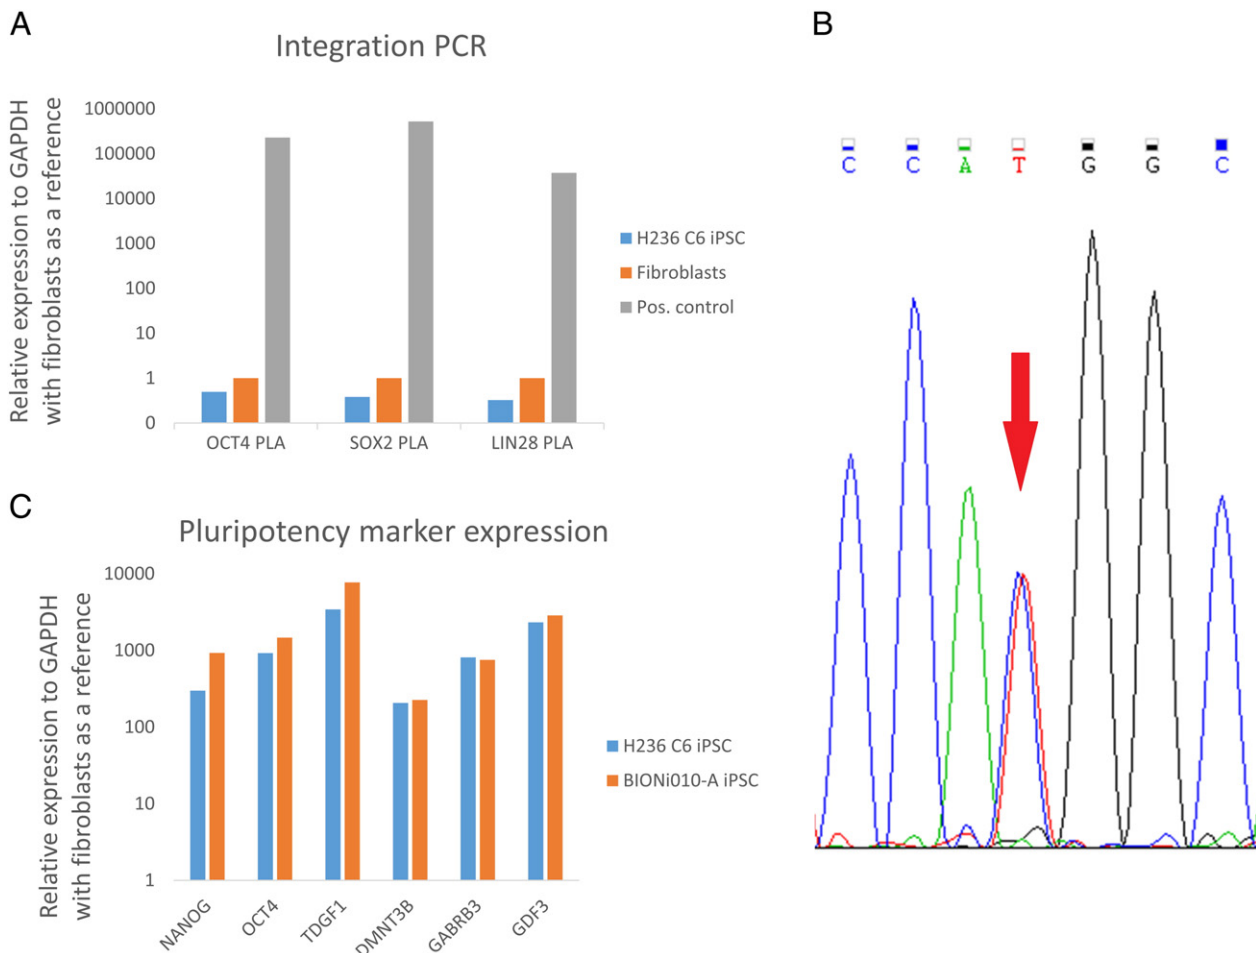 A
Integration PCR
Relative expression to GAPDH
with fibroblasts as a reference
1000000
100000
10000
1000
100
10
1
0
OCT4 PLA SOX2 PLA LIN28 PLA
H236 C6 iPSC
Fibroblasts
Pos. control
B
C C A T G G C
C
Pluripotency marker expression
Relative expression to GAPDH
with fibroblasts as a reference
10000
1000
100
10
1
NANOG OCT4 TDGF1 DMNT3B GABRB3 GDF3
H236 C6 iPSC
BIONi010-A iPSC